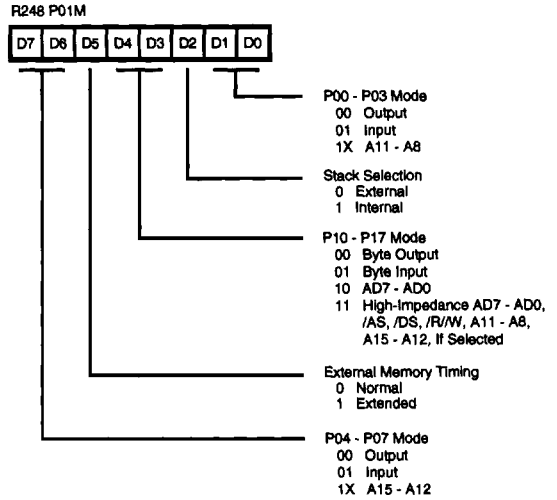 R248 P01M
D7 D6 D5 D4 D3 D2 D1 D0
P00 - P03 Mode
00 Output
01 Input
1X A11 - A8
Stack Selection
0 External
1 Internal
P10 - P17 Mode
00 Byte Output
01 Byte Input
10 AD7 - AD0
11 High-Impedance AD7 - AD0,
/AS, /DS, /R//W, A11 - A8,
A15 - A12, If Selected
External Memory Timing
0 Normal
1 Extended
P04 - P07 Mode
00 Output
01 Input
1X A15 - A12